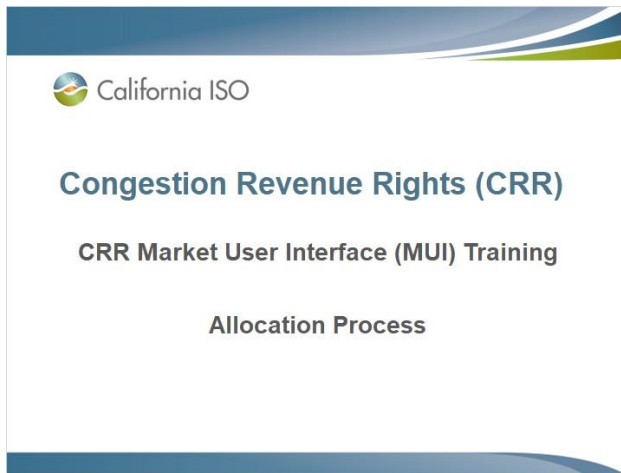 California ISO
Congestion Revenue Rights (CRR)
CRR Market User Interface (MUI) Training
Allocation Process